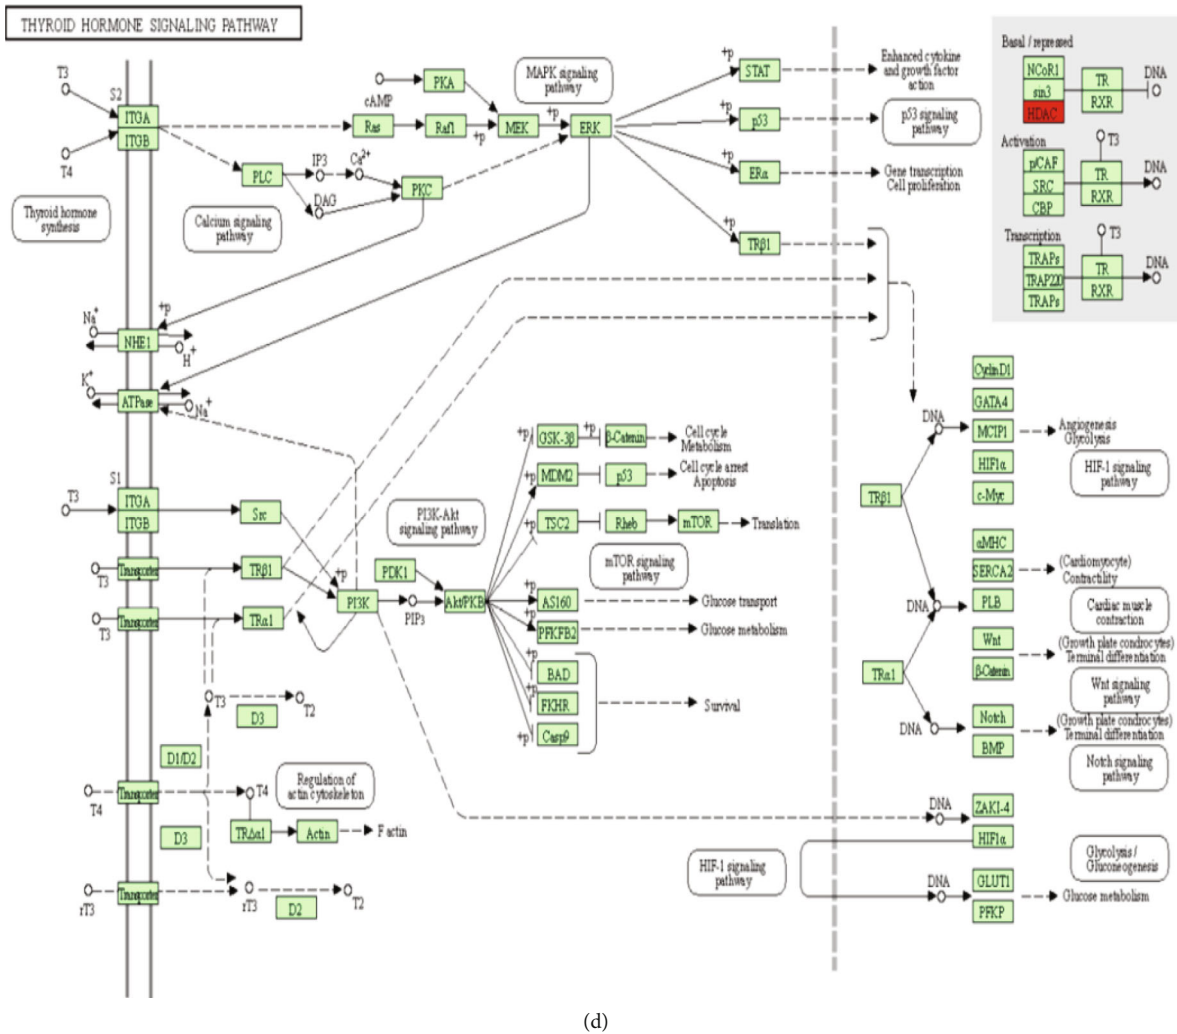 THYROID HORMONE SIGNALING PATHWAY
T3
S2
ITGA
ITGB
T4
Thyroid hormone
synthesis
cAMP
PKA
Ras
Raf1
+p
MEK
+p
ERK
MAPK signaling
pathway
PLC
IP3
Ca2+
DAG
PKC
Calcium signaling
pathway
+p
STAT
Enhanced cytokine
and growth factor
action
+p
p53
p53 signaling
pathway
+p
ERα
Gene transcription
Cell proliferation
+p
TRβ1
Basal / repressed
NCoR1
sin3
HDAC
TR
RXR
DNA
Activation
pCAF
SRC
CBP
T3
TR
RXR
DNA
Transcription
TRAPs
TRAP220
TRAPs
T3
TR
RXR
DNA
+p
Na+
NHE1
H+
+p
K+
ATPase
Na+
S1
T3
ITGA
ITGB
Src
T3
Transporter
TRβ1
T3
Transporter
TRα1
+p
PI3K
PIP3
PDK1
Akt/PKB
PI3K-Akt
signaling pathway
+p
GSK-3β
+p
β-Catenin
Cell cycle
Metabolism
+p
MDM2
p53
Cell cycle arrest
Apoptosis
+p
TSC2
Rheb
mTOR
Translation
mTOR signaling
pathway
+p
AS160
Glucose transport
+p
PFKFB2
Glucose metabolism
+p
BAD
+p
FKHR
+p
Casp9
Survival
T3
T2
D3
D1/D2
T4
Transporter
T4
Regulation of
actin cytoskeleton
D3
TRΔα1
Actin
F actin
rT3
Transporter
rT3
T2
D2
DNA
TRβ1
CyclinD1
GATA4
MCIP1
HIF1α
c-Myc
Angiogenesis
Glycolysis
HIF-1 signaling
pathway
αMHC
SERCA2
PLB
(Cardiomyocyte)
Contractility
Cardiac muscle
contraction
DNA
TRα1
Wnt
β-Catenin
(Growth plate condrocytes)
Terminal differentiation
Wnt signaling
pathway
DNA
Notch
BMP
(Growth plate condrocytes)
Terminal differentiation
Notch signaling
pathway
DNA
ZAKI-4
HIF1α
HIF-1 signaling
pathway
DNA
GLUT1
PFKP
Glycolysis /
Gluconeogenesis
Glucose metabolism
(d)